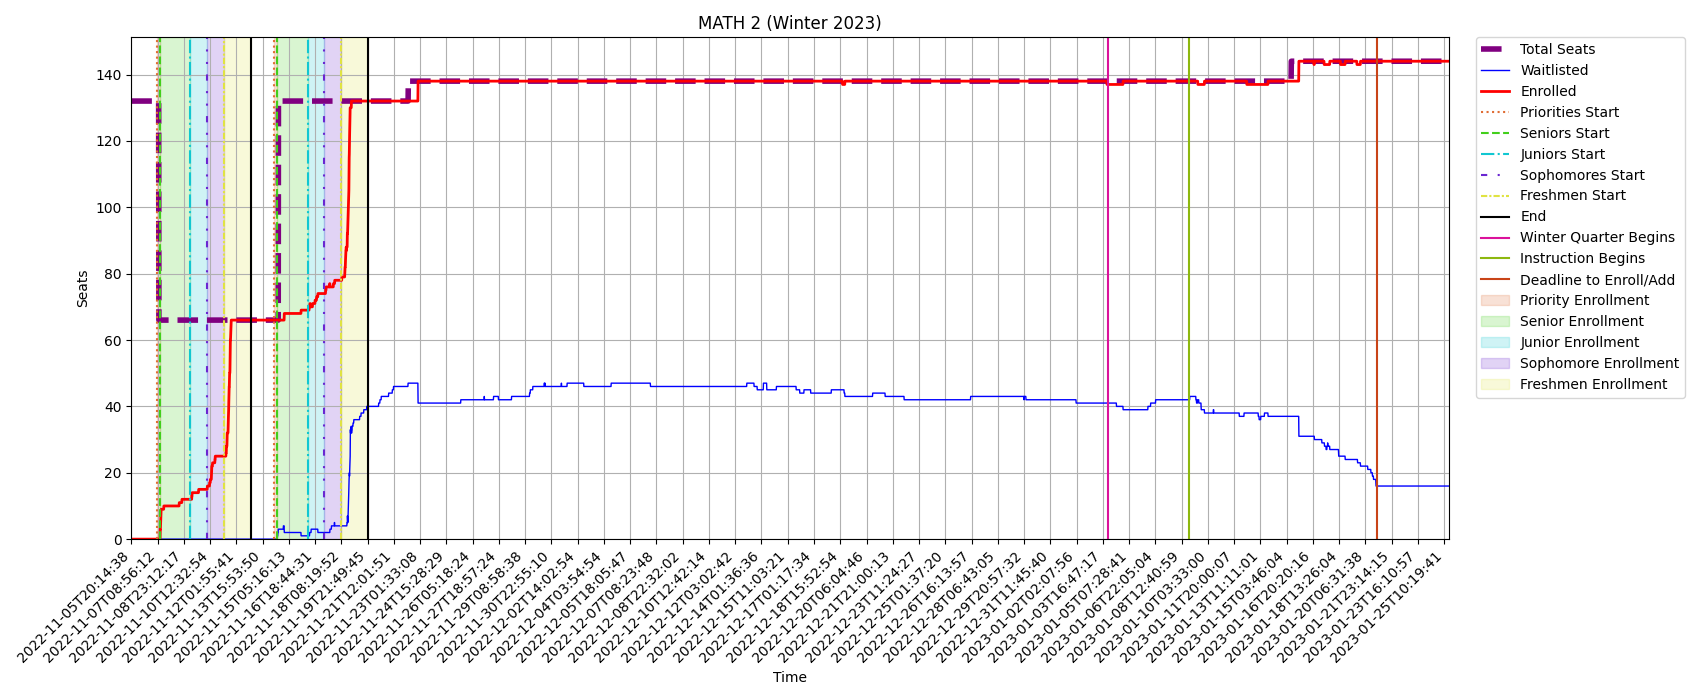 MATH 2 (Winter 2023)
Seats
140
120
100
80
60
40
20
0
2022-11-05T20:14:38
2022-11-07T08:56:12
2022-11-08T23:12:17
2022-11-10T12:32:54
2022-11-12T01:55:41
2022-11-13T15:53:50
2022-11-15T05:16:13
2022-11-16T18:44:31
2022-11-18T08:19:52
2022-11-19T21:49:45
2022-11-21T12:01:51
2022-11-23T01:33:08
2022-11-24T15:28:29
2022-11-26T05:18:24
2022-11-27T18:57:24
2022-11-29T08:58:38
2022-11-30T22:55:10
2022-12-02T14:02:54
2022-12-04T03:54:54
2022-12-05T18:05:47
2022-12-07T08:23:48
2022-12-08T22:32:02
2022-12-10T12:42:14
2022-12-12T03:02:42
2022-12-14T01:36:36
2022-12-15T11:03:21
2022-12-17T01:17:34
2022-12-18T15:52:54
2022-12-20T06:04:46
2022-12-21T21:00:13
2022-12-23T11:24:27
2022-12-25T01:37:20
2022-12-26T16:13:57
2022-12-28T06:43:05
2022-12-29T20:57:32
2022-12-31T11:45:40
2023-01-02T02:07:56
2023-01-03T16:47:17
2023-01-05T07:28:41
2023-01-06T22:05:04
2023-01-08T12:40:59
2023-01-10T03:33:00
2023-01-11T20:00:07
2023-01-13T11:11:01
2023-01-15T03:46:04
2023-01-16T21:20:16
2023-01-18T13:26:04
2023-01-20T06:31:38
2023-01-21T23:14:15
2023-01-23T16:10:57
2023-01-25T10:19:41
Time
Total Seats
Waitlisted
Enrolled
Priorities Start
Seniors Start
Juniors Start
Sophomores Start
Freshmen Start
End
Winter Quarter Begins
Instruction Begins
Deadline to Enroll/Add
Priority Enrollment
Senior Enrollment
Junior Enrollment
Sophomore Enrollment
Freshmen Enrollment